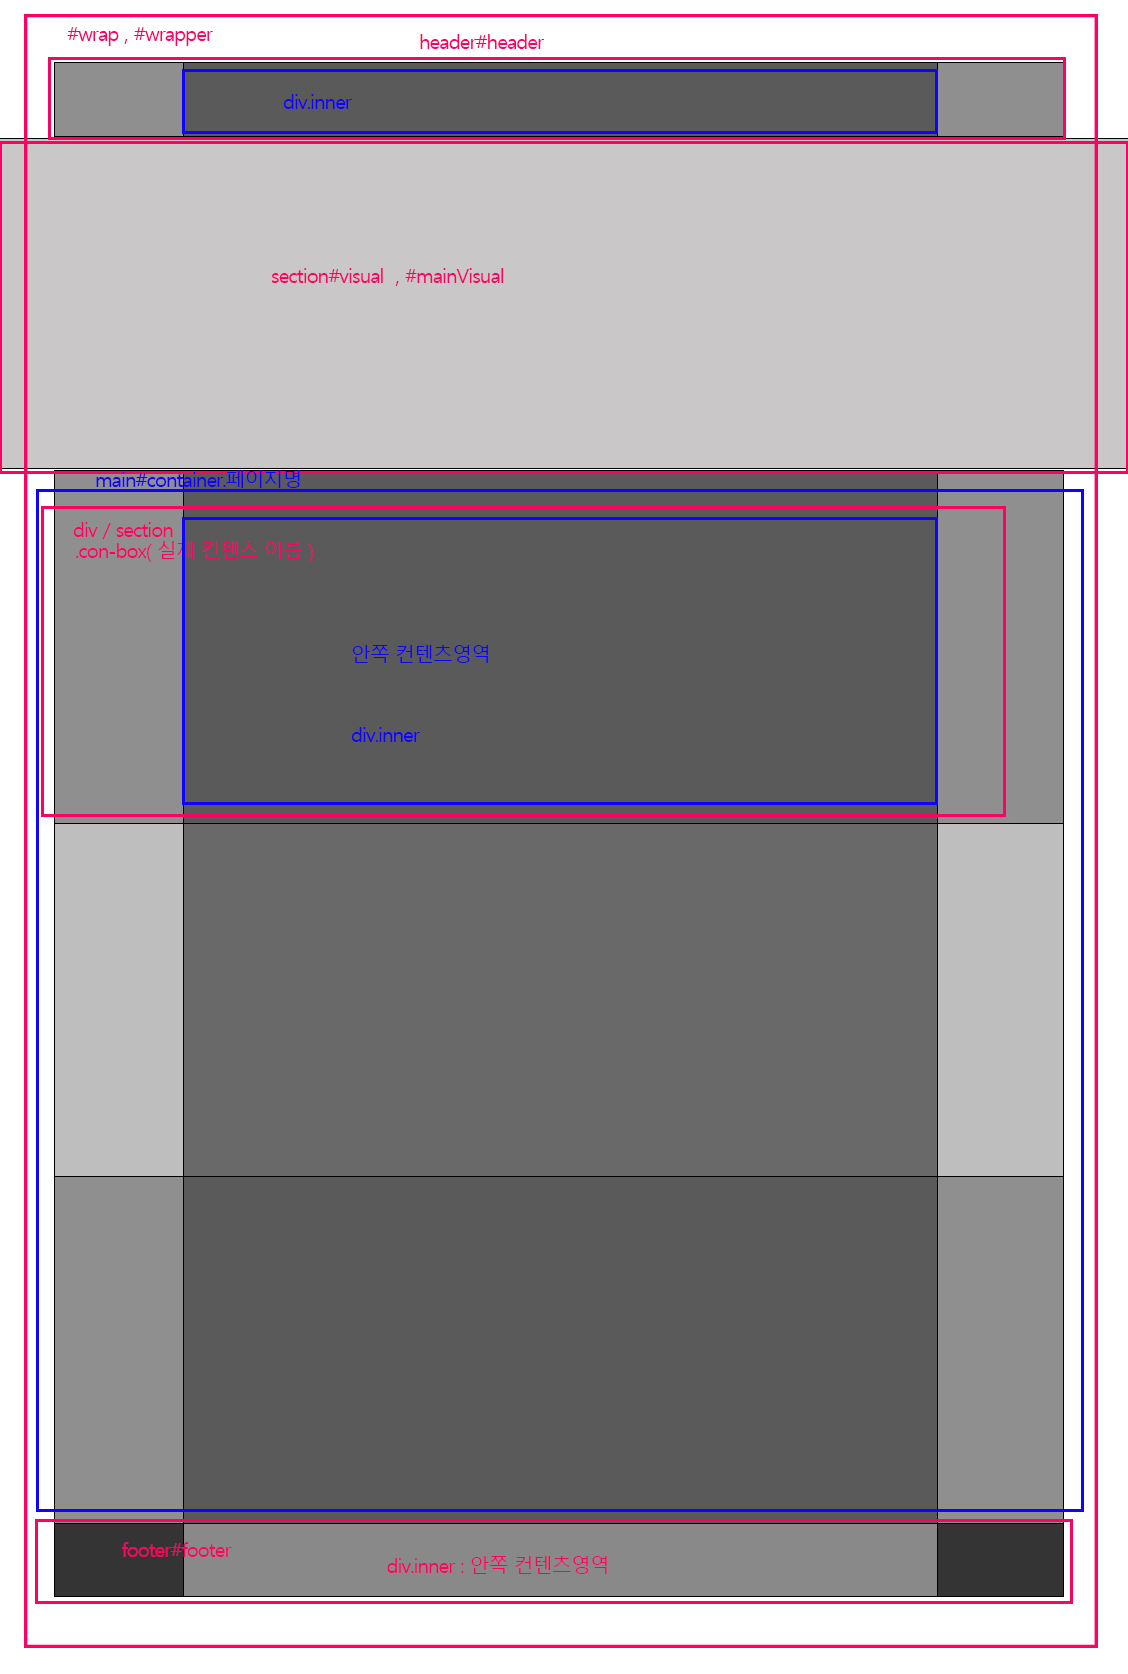 #wrap , #wrapper
header#header
div.inner
section#visual , #mainVisual
main#container.페이지명
div / section
.con-box( 실제 컨텐스 이름 )
안쪽 컨텐츠영역
div.inner
footer#footer
div.inner : 안쪽 컨텐츠영역